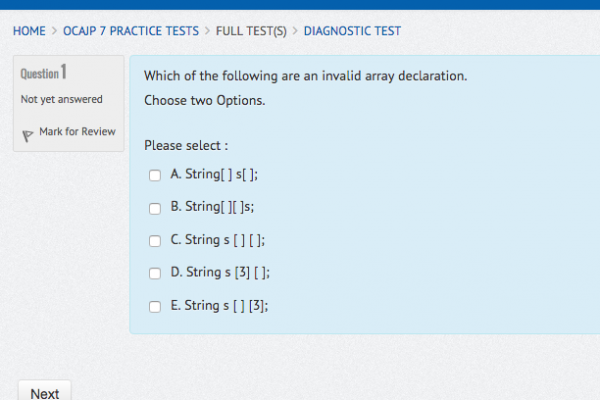 HOME > OCAJP 7 PRACTICE TESTS > FULL TEST(S) > DIAGNOSTIC TEST
Question 1
Not yet answered
Mark for Review
Which of the following are an invalid array declaration.
Choose two Options.
Please select :
A. String[ ] s[ ];
B. String[ ][ ]s;
C. String s [ ] [ ];
D. String s [3] [ ];
E. String s [ ] [3];
Next